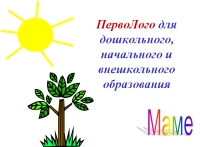 ПервоЛого для
дошкольного,
начального и
внешкольного
образования
Маме